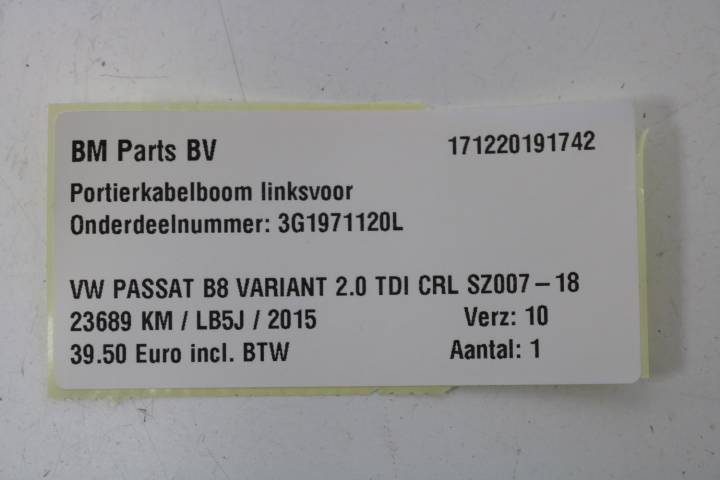 BM Parts BV 171220191742
Portierkabelboom linksvoor
Onderdeelnummer: 3G1971120L
VW PASSAT B8 VARIANT 2.0 TDI CRL SZ007-18
23689 KM / LB5J / 2015 Verz: 10
39.50 Euro incl. BTW Aantal: 1